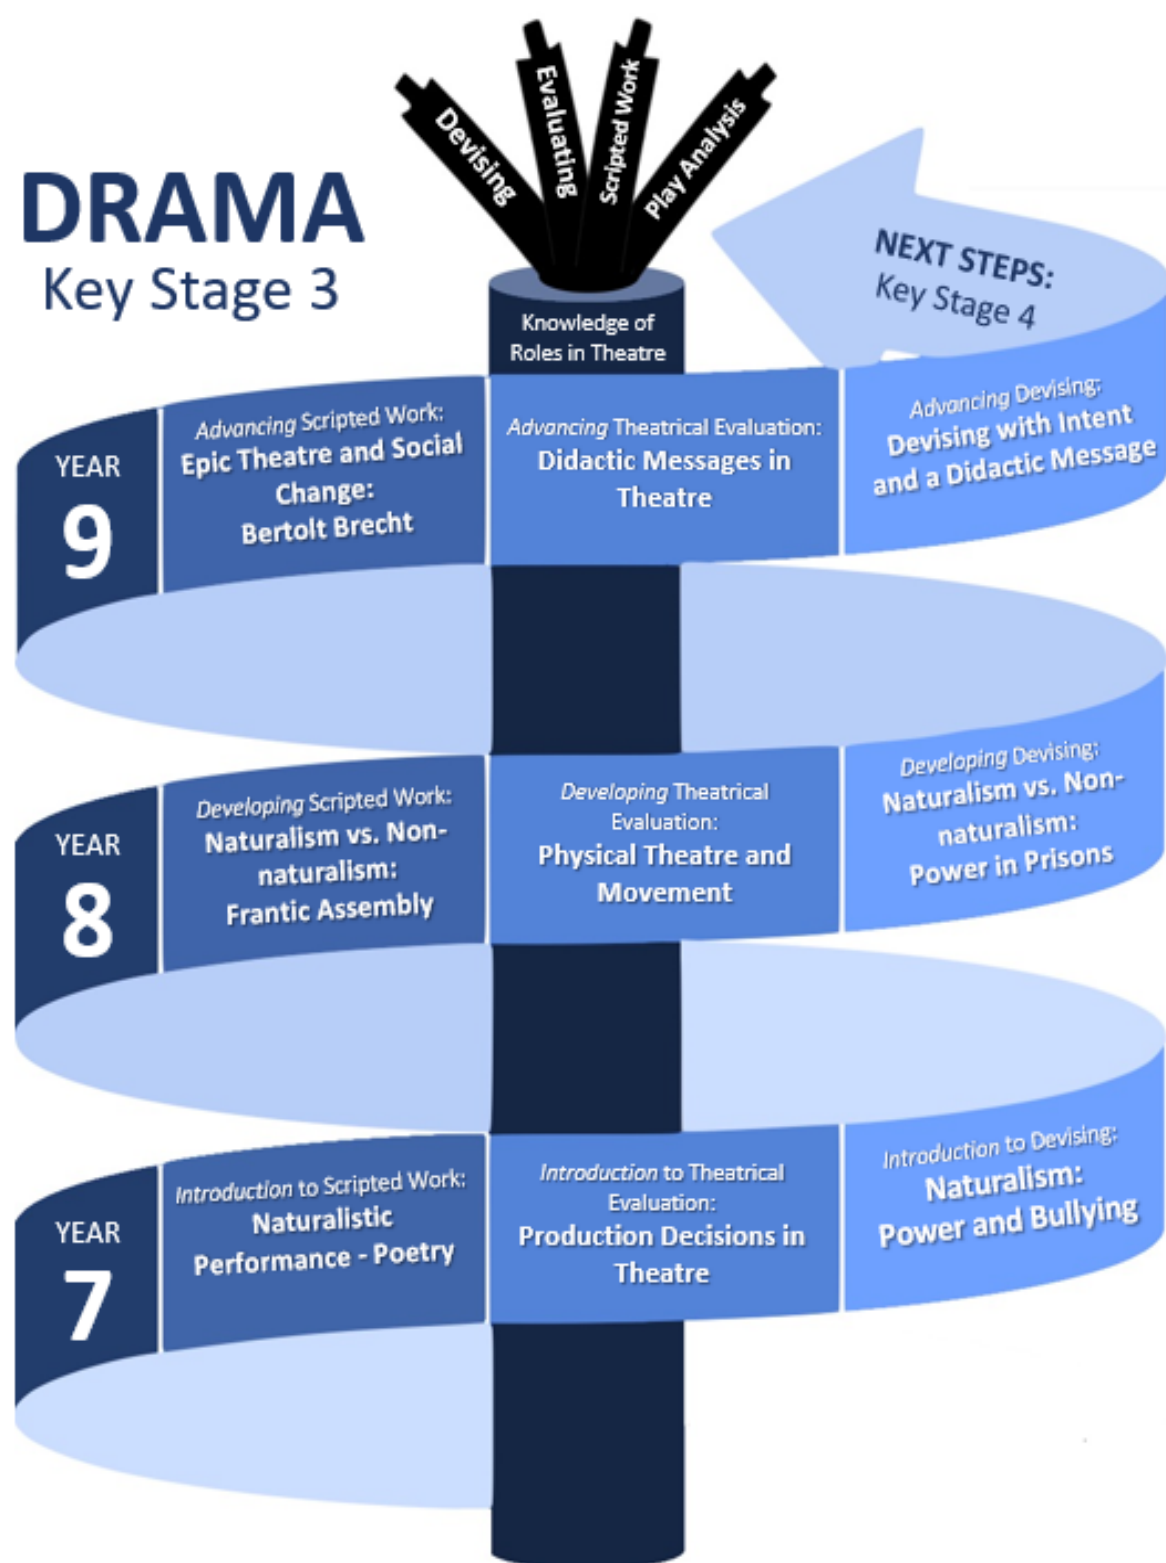 DRAMA
Key Stage 3
Devising
Evaluating
Scripted Work
Play Analysis
NEXT STEPS:
Key Stage 4
Knowledge of
Roles in Theatre
YEAR
9
Advancing Scripted Work:
Epic Theatre and Social
Change:
Bertolt Brecht
Advancing Theatrical Evaluation:
Didactic Messages in
Theatre
Advancing Devising:
Devising with Intent
and a Didactic Message
YEAR
8
Developing Scripted Work:
Naturalism vs. Non-
naturalism:
Frantic Assembly
Developing Theatrical
Evaluation:
Physical Theatre and
Movement
Developing Devising:
Naturalism vs. Non-
naturalism:
Power in Prisons
YEAR
7
Introduction to Scripted Work:
Naturalistic
Performance - Poetry
Introduction to Theatrical
Evaluation:
Production Decisions in
Theatre
Introduction to Devising:
Naturalism:
Power and Bullying